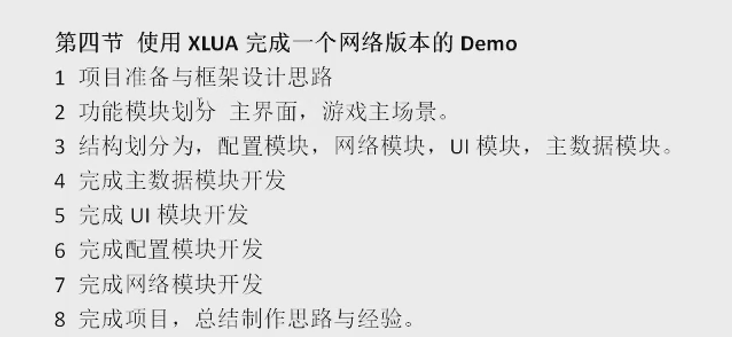 第四节 使用 XLUA 完成一个网络版本的 Demo
1 项目准备与框架设计思路
2 功能模块划分 主界面，游戏主场景。
3 结构划分为，配置模块，网络模块，UI 模块，主数据模块。
4 完成主数据模块开发
5 完成 UI 模块开发
6 完成配置模块开发
7 完成网络模块开发
8 完成项目，总结制作思路与经验。